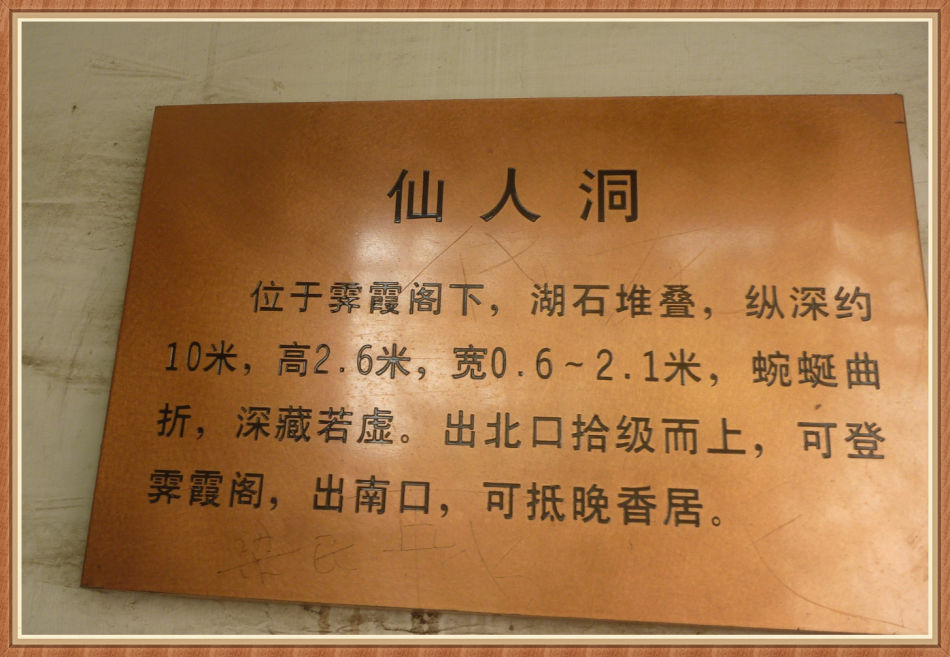 仙人洞
位于霁霞阁下，湖石堆叠，纵深约
10米，高2.6米，宽0.6~2.1米，蜿蜒曲
折，深藏若虚。出北口拾级而上，可登
霁霞阁，出南口，可抵晚香居。